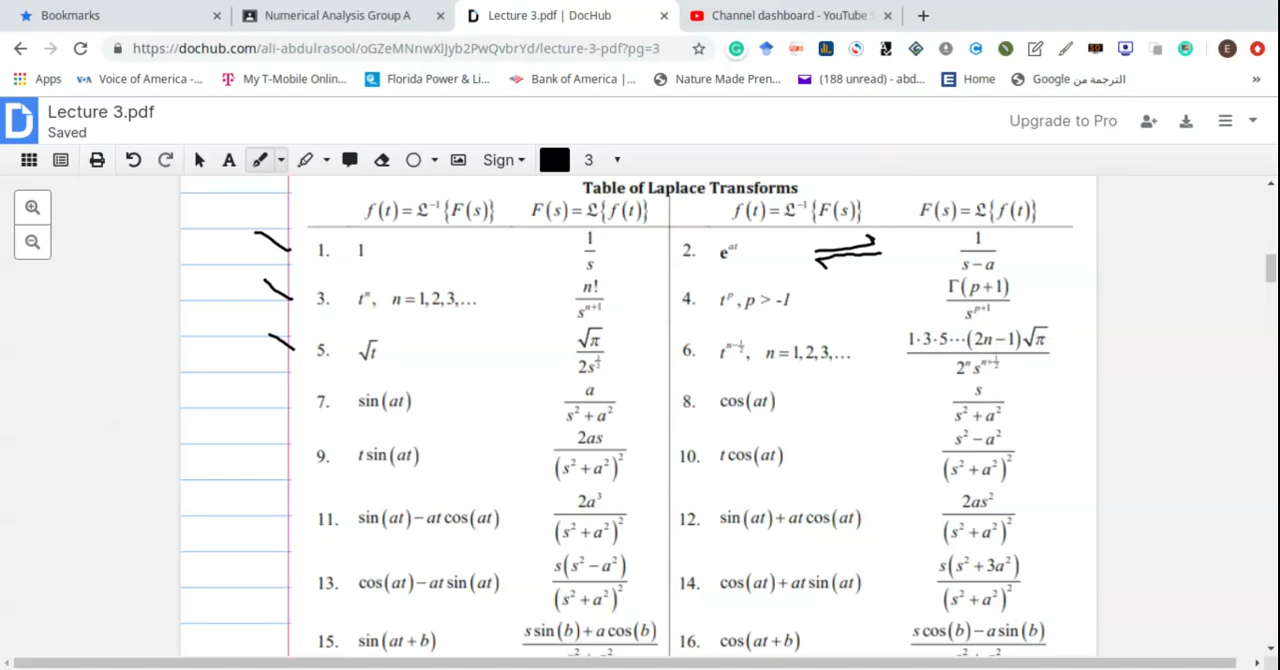 Bookmarks
Numerical Analysis Group A
Lecture 3.pdf | DocHub
Channel dashboard - YouTube
https://dochub.com/ali-abdulrasool/oGZeMNnwXlJyb2PwQVbrYd/lecture-3-pdf?pg=3
E
Apps
Voice of America -...
My T-Mobile Onlin...
Florida Power & Li...
Bank of America |...
Nature Made Pren...
(188 unread) - abd...
Home
الترجمة من Google
»
Lecture 3.pdf
Saved
Upgrade to Pro
A
Sign
3
Table of Laplace Transforms
f(t) = £⁻¹{F(s)} F(s) = £{f(t)} f(t) = £⁻¹{F(s)} F(s) = £{f(t)}
1. 1 1/s 2. e^{at} 1/(s−a)
3. tⁿ, n = 1,2,3,… n!/s^{n+1} 4. t^p, p > -1 Γ(p+1)/s^{p+1}
5. √t √π/(2s^{3/2}) 6. t^{n−1/2}, n = 1,2,3,… 1·3·5···(2n−1)√π/(2ⁿ s^{n+1/2})
7. sin(at) a/(s²+a²) 8. cos(at) s/(s²+a²)
9. t sin(at) 2as/(s²+a²)² 10. t cos(at) (s²−a²)/(s²+a²)²
11. sin(at)−at cos(at) 2a³/(s²+a²)² 12. sin(at)+at cos(at) 2as²/(s²+a²)²
13. cos(at)−at sin(at) s(s²−a²)/(s²+a²)² 14. cos(at)+at sin(at) s(s²+3a²)/(s²+a²)²
15. sin(at+b) s sin(b)+a cos(b) 16. cos(at+b) s cos(b)−a sin(b)